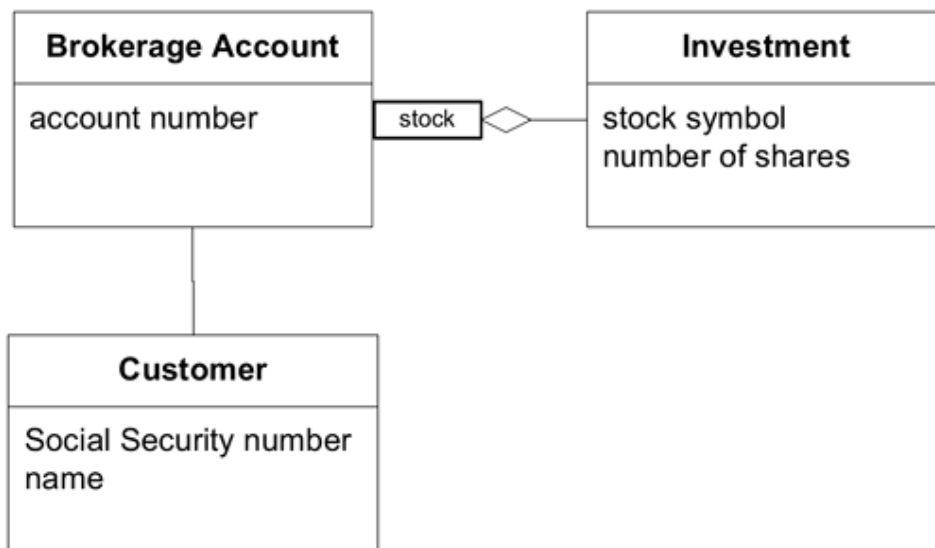 Brokerage Account
account number
stock
Investment
stock symbol
number of shares
Customer
Social Security number
name